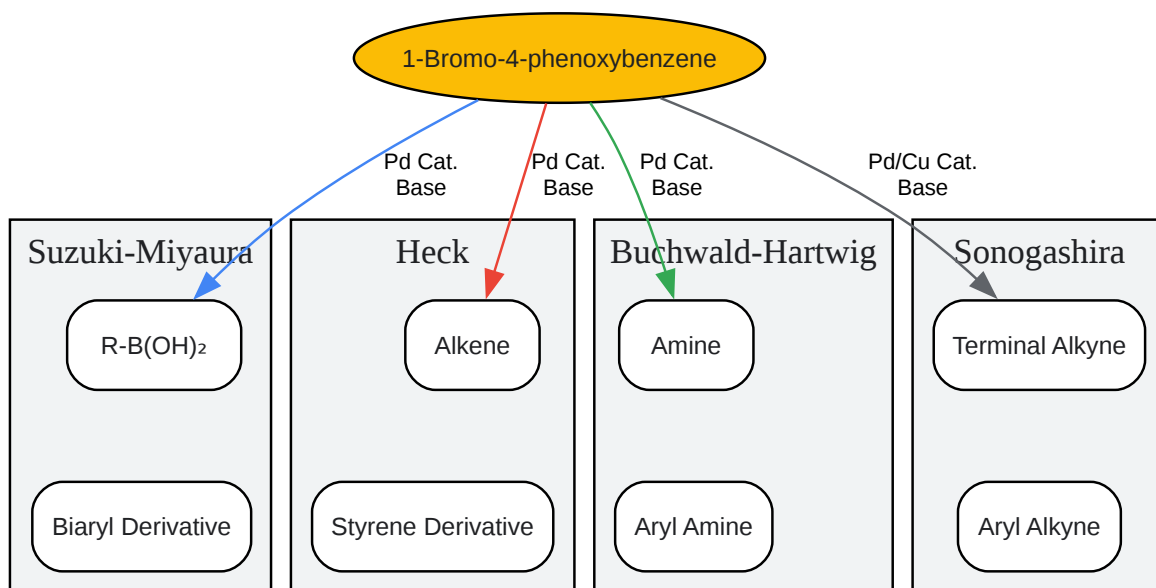 1-Bromo-4-phenoxybenzene
Pd Cat.
Base
Pd Cat.
Base
Pd Cat.
Base
Pd/Cu Cat.
Base
Suzuki-Miyaura
Heck
Buchwald-Hartwig
Sonogashira
R-B(OH)₂
Alkene
Amine
Terminal Alkyne
Biaryl Derivative
Styrene Derivative
Aryl Amine
Aryl Alkyne